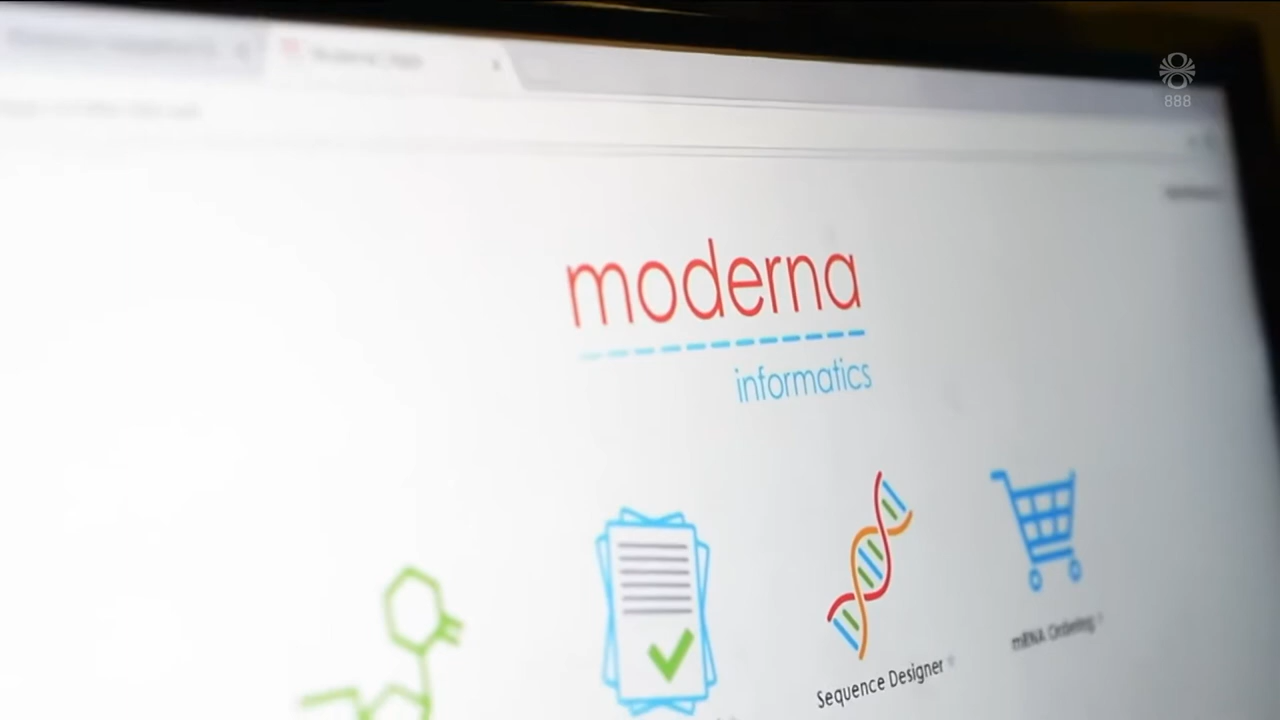 888
moderna
informatics
Sequence Designer
mRNA Ordering